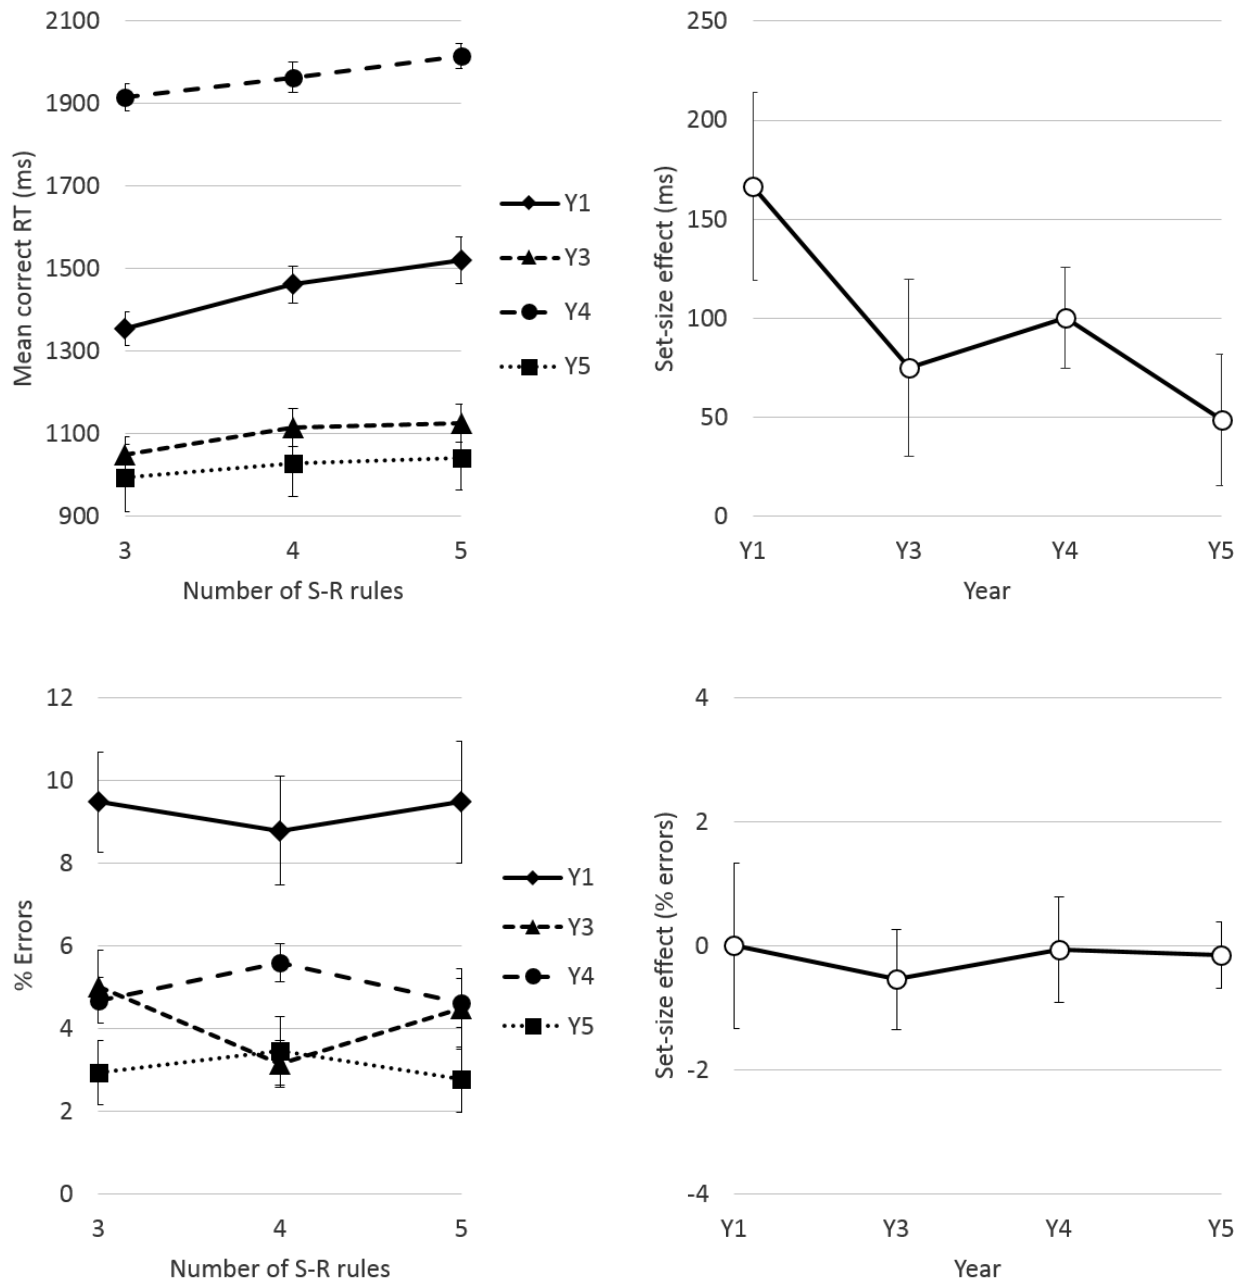 2100
1900
1700
1500
1300
1100
900
Mean correct RT (ms)
3 4 5
Number of S-R rules
Y1
Y3
Y4
Y5
250
200
150
100
50
0
Set-size effect (ms)
Y1 Y3 Y4 Y5
Year
12
10
8
6
4
2
0
% Errors
3 4 5
Number of S-R rules
Y1
Y3
Y4
Y5
4
2
0
-2
-4
Set-size effect (% errors)
Y1 Y3 Y4 Y5
Year